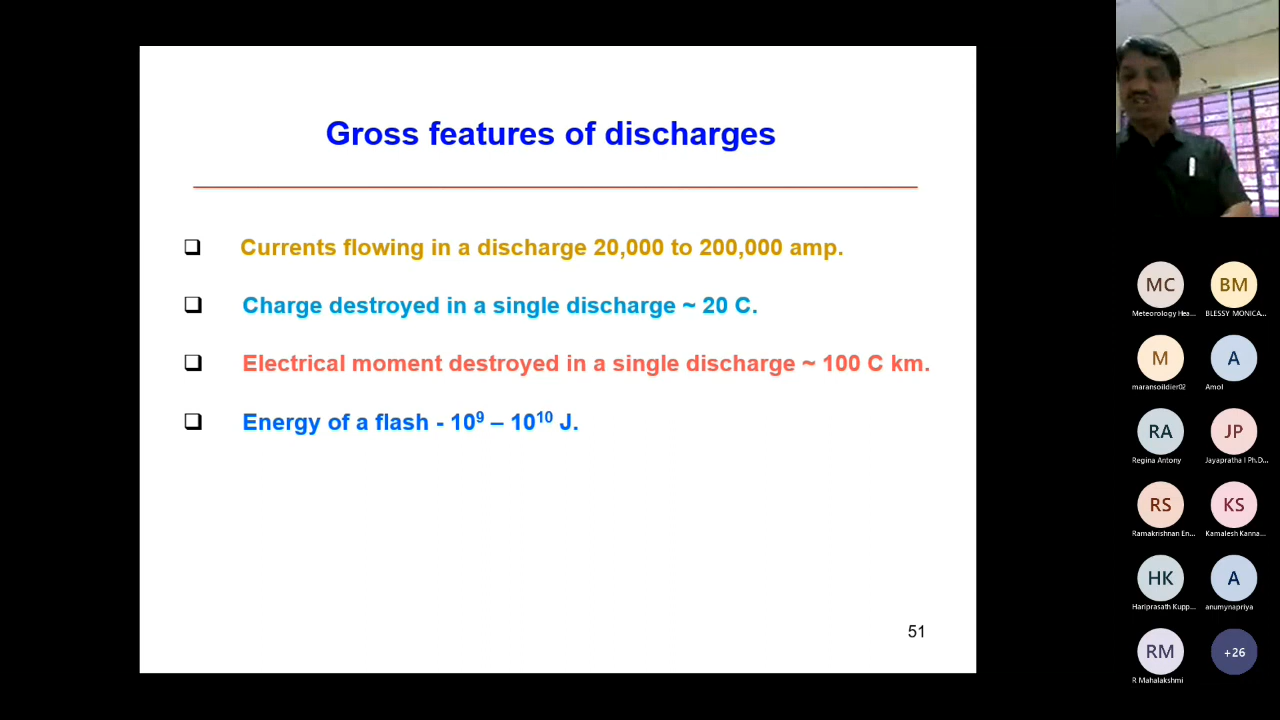 Gross features of discharges
❑ Currents flowing in a discharge 20,000 to 200,000 amp.
❑ Charge destroyed in a single discharge ~ 20 C.
❑ Electrical moment destroyed in a single discharge ~ 100 C km.
❑ Energy of a flash - 10⁹ – 10¹⁰ J.
51
MC BM
Meteorology Hea... BLESSY MONICA...
M A
maransoildier02 Amol
RA JP
Regina Antony Jayapratha I Ph.D...
RS KS
Ramakrishnan En... Kamalesh Kanna...
HK A
Hariprasath Kupp... anumynapriya
RM +26
R Mahalakshmi